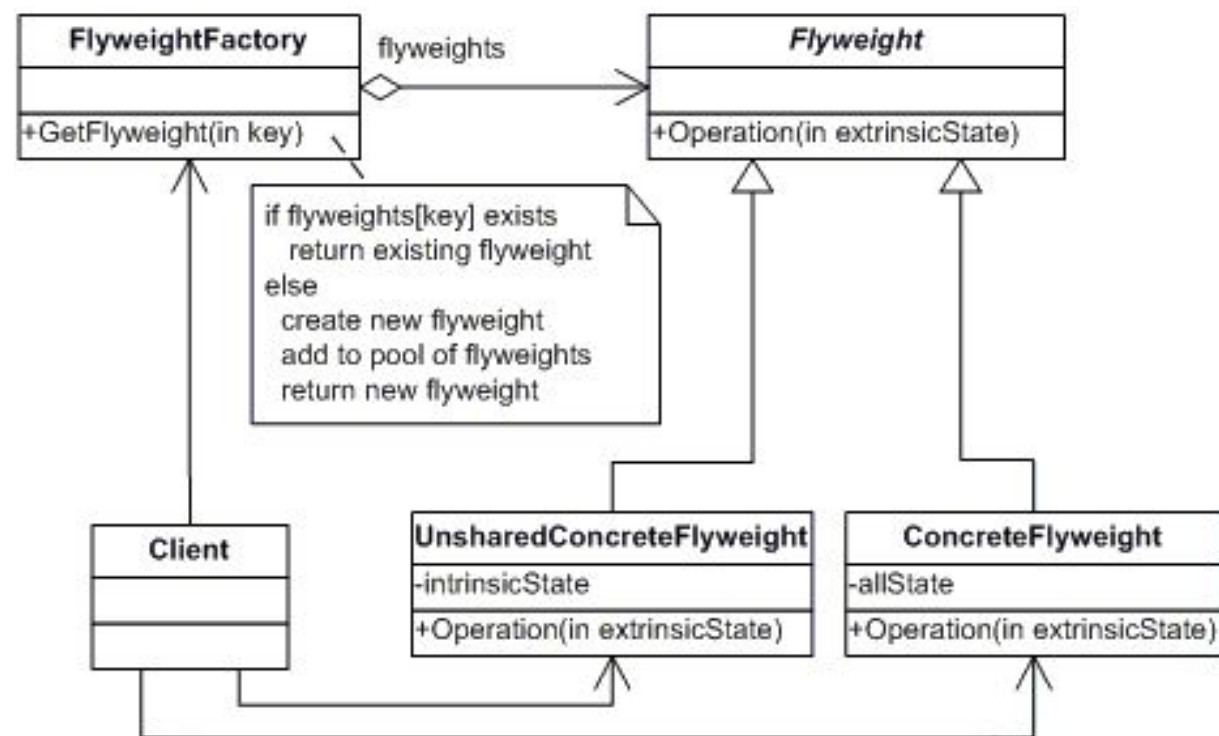 FlyweightFactory
flyweights
Flyweight
+GetFlyweight(in key)
+Operation(in extrinsicState)
if flyweights[key] exists
return existing flyweight
else
create new flyweight
add to pool of flyweights
return new flyweight
Client
UnsharedConcreteFlyweight
-intrinsicState
+Operation(in extrinsicState)
ConcreteFlyweight
-allState
+Operation(in extrinsicState)